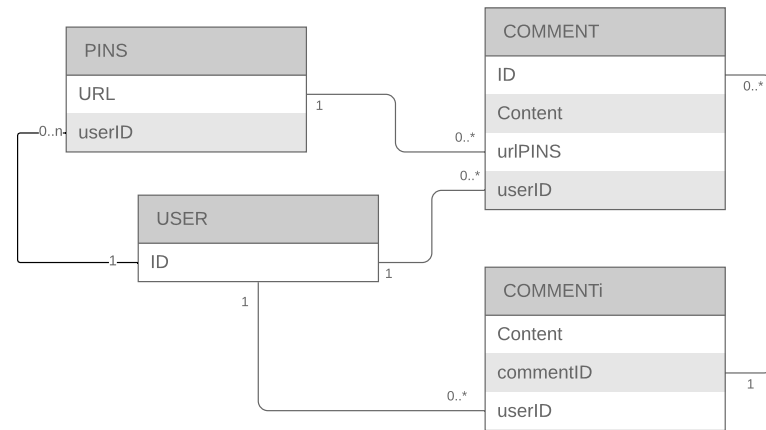 PINS
URL
userID
0..n
1
COMMENT
ID
Content
urlPINS
userID
0..*
0..*
0..*
USER
ID
1
1
1
COMMENTi
Content
commentID
userID
0..*
1